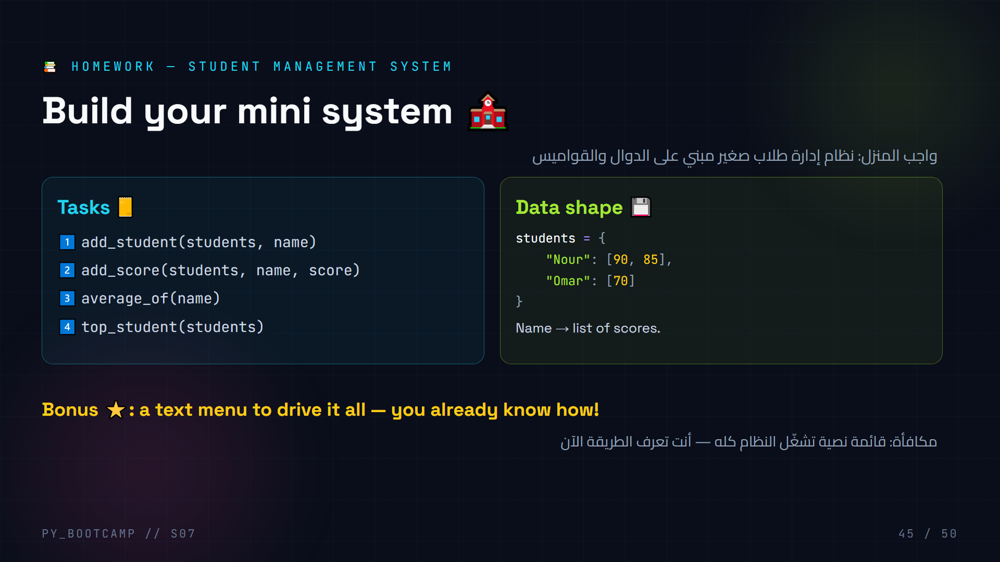 📚 HOMEWORK — STUDENT MANAGEMENT SYSTEM
Build your mini system 🏫
واجب المنزل: نظام إدارة طلاب صغير مبني على الدوال والقواميس
Tasks 📒
1️⃣ add_student(students, name)
2️⃣ add_score(students, name, score)
3️⃣ average_of(name)
4️⃣ top_student(students)
Data shape 💾
students = {
    "Nour": [90, 85],
    "Omar": [70]
}
Name → list of scores.
Bonus ⭐: a text menu to drive it all — you already know how!
مكافأة: قائمة نصية تشغّل النظام كله — أنت تعرف الطريقة الآن
PY_BOOTCAMP // S07
45 / 50